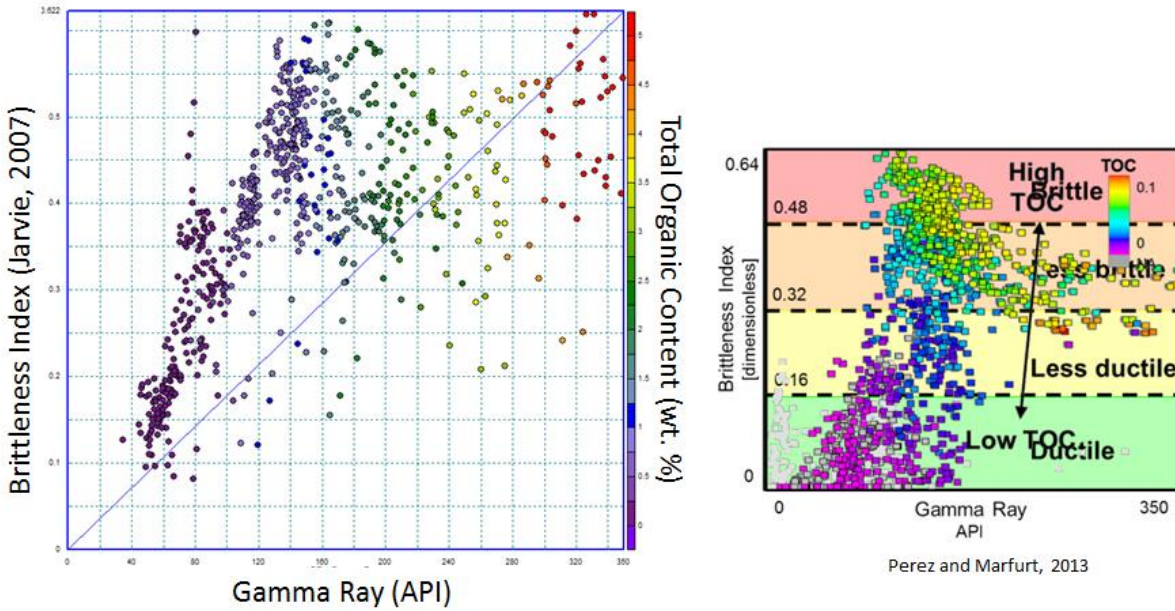 Brittleness Index (Jarvie, 2007)
3.622
0.5
0.4
0.3
0.2
0.1
0
0 40 80 120 160 200 240 280 320 350
Gamma Ray (API)
5
4.5
4
3.5
3
2.5
2
1.5
1
0.5
0
Total Organic Content (wt. %)
Brittleness Index
[dimensionless]
0.64
0.48
0.32
0.16
0
High
TOC
Brittle
Less brittle
Less ductile
Low TOC
Ductile
TOC
0.1
0
NA
0 350
Gamma Ray
API
Perez and Marfurt, 2013